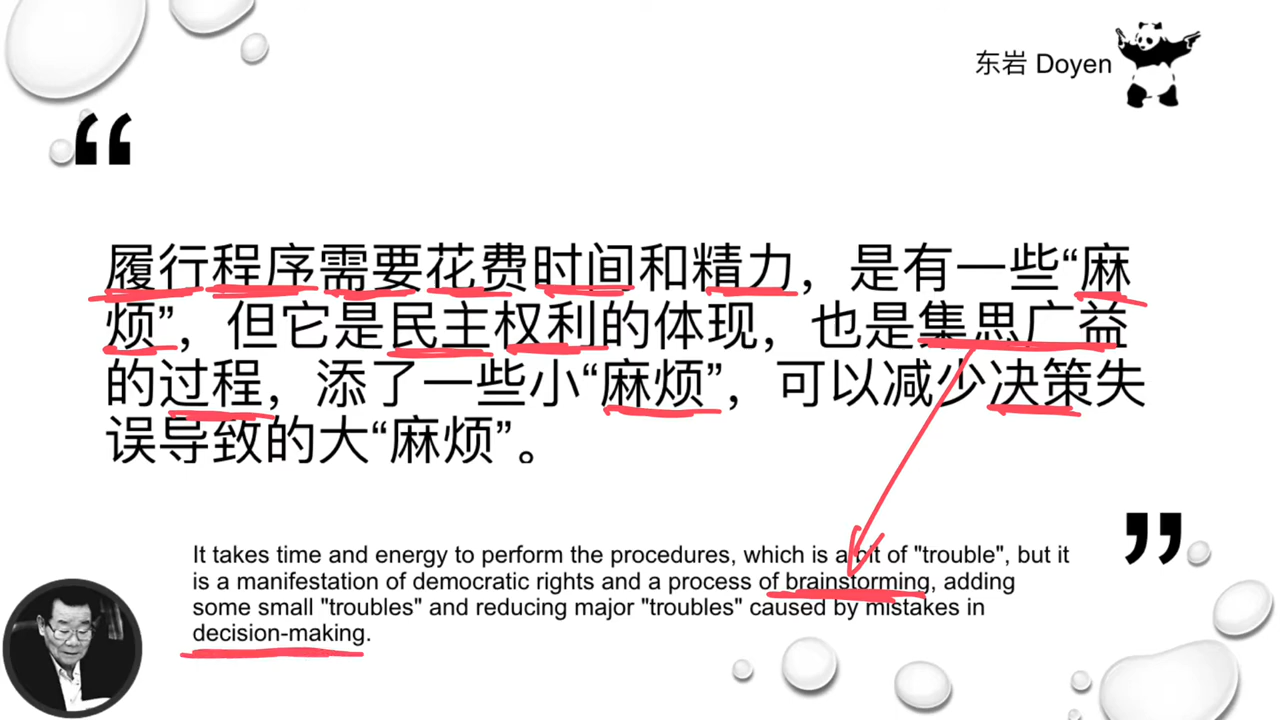 东岩 Doyen
“
履行程序需要花费时间和精力，是有一些“麻
烦”，但它是民主权利的体现，也是集思广益
的过程，添了一些小“麻烦”，可以减少决策失
误导致的大“麻烦”。
”
It takes time and energy to perform the procedures, which is a bit of "trouble", but it
is a manifestation of democratic rights and a process of brainstorming, adding
some small "troubles" and reducing major "troubles" caused by mistakes in
decision-making.